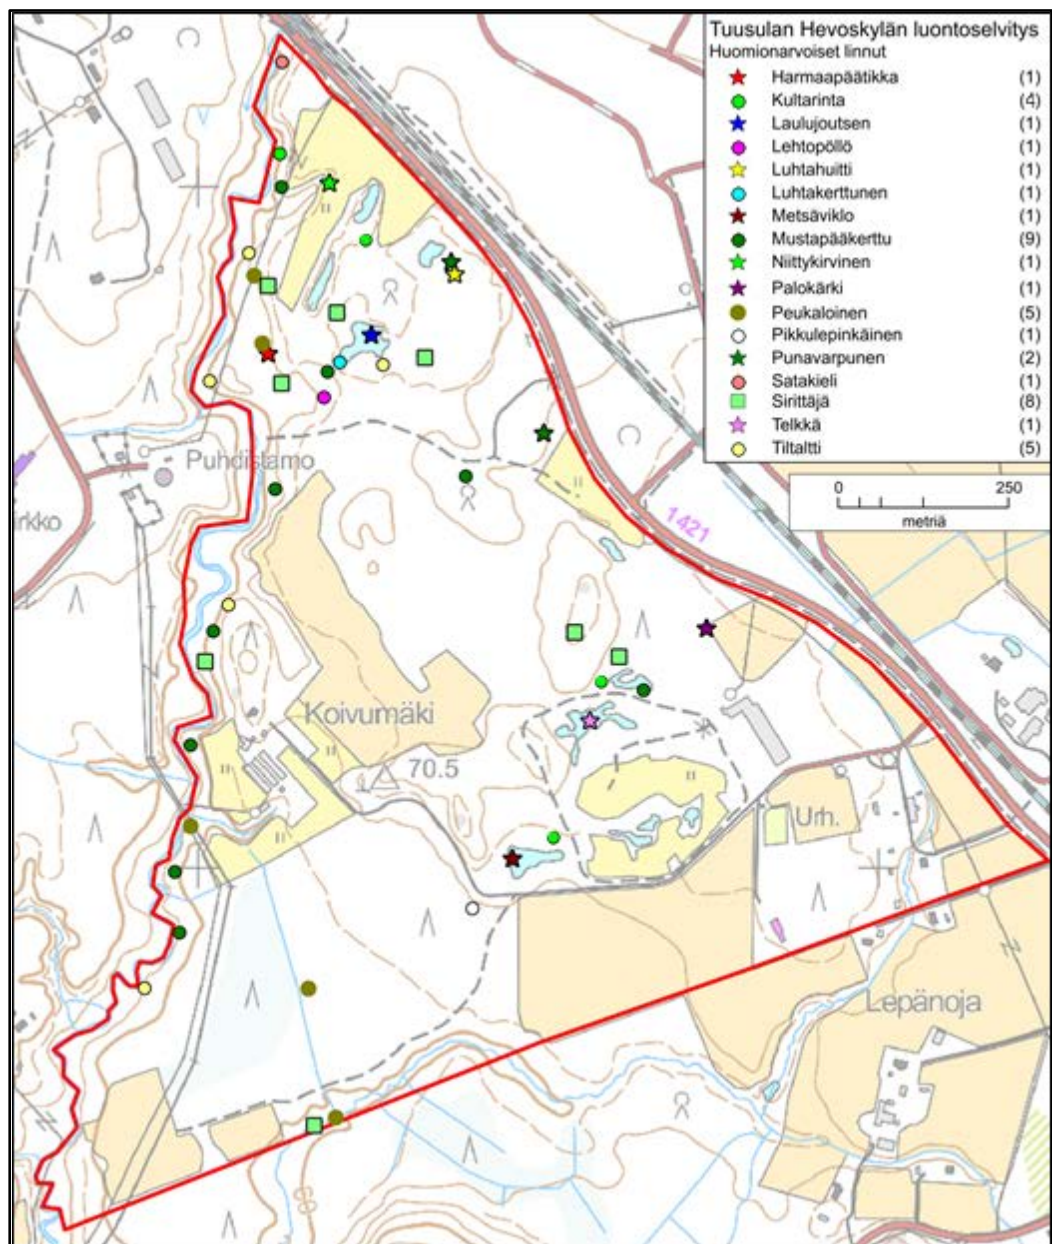 Tuusulan Hevoskylän luontoselvitys
Huomionarvoiset linnut
Harmaapäätikka (1)
Kultarinta (4)
Laulujoutsen (1)
Lehtopöllö (1)
Luhtahuitti (1)
Luhtakerttunen (1)
Metsäviklo (1)
Mustapääkerttu (9)
Niittykirvinen (1)
Palokärki (1)
Peukaloinen (5)
Pikkulepinkäinen (1)
Punavarpunen (2)
Satakieli (1)
Sirittäjä (8)
Telkkä (1)
Tiltaltti (5)
0 250
metriä
Puhdistamo
irkko
1421
Koivumäki
70.5
Urh.
Lepänoja